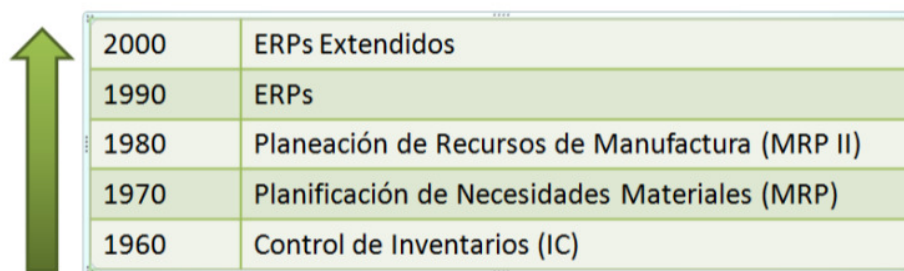 2000 ERPs Extendidos
1990 ERPs
1980 Planeación de Recursos de Manufactura (MRP II)
1970 Planificación de Necesidades Materiales (MRP)
1960 Control de Inventarios (IC)